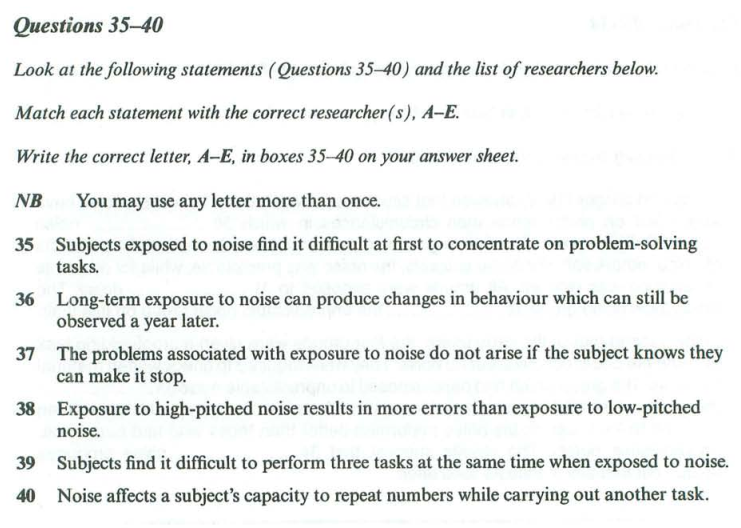 Questions 35–40
Look at the following statements (Questions 35–40) and the list of researchers below.
Match each statement with the correct researcher(s), A–E.
Write the correct letter, A–E, in boxes 35–40 on your answer sheet.
NB You may use any letter more than once.
35 Subjects exposed to noise find it difficult at first to concentrate on problem-solving
tasks.
36 Long-term exposure to noise can produce changes in behaviour which can still be
observed a year later.
37 The problems associated with exposure to noise do not arise if the subject knows they
can make it stop.
38 Exposure to high-pitched noise results in more errors than exposure to low-pitched
noise.
39 Subjects find it difficult to perform three tasks at the same time when exposed to noise.
40 Noise affects a subject's capacity to repeat numbers while carrying out another task.